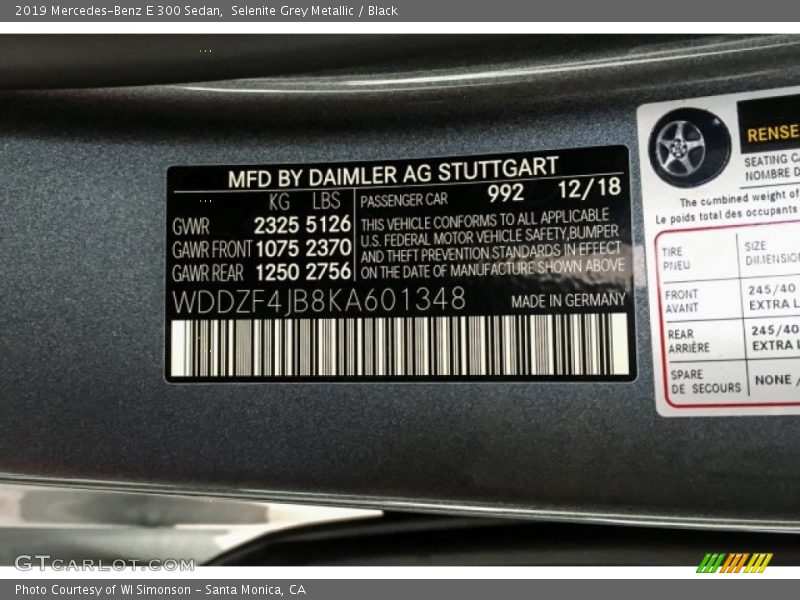 2019 Mercedes-Benz E 300 Sedan, Selenite Grey Metallic / Black
MFD BY DAIMLER AG STUTTGART
KG LBS
GVWR 2325 5126
GAWR FRONT 1075 2370
GAWR REAR 1250 2756
PASSENGER CAR 992 12/18
THIS VEHICLE CONFORMS TO ALL APPLICABLE
U.S. FEDERAL MOTOR VEHICLE SAFETY,BUMPER
AND THEFT PREVENTION STANDARDS IN EFFECT
ON THE DATE OF MANUFACTURE SHOWN ABOVE
WDDZF4JB8KA601348 MADE IN GERMANY
RENSE
SEATING
NOMBRE
The combined weight of
Le poids total des occupants
TIRE SIZE
PNEU
FRONT 245/40
AVANT EXTRA
REAR 245/40
ARRIÈRE EXTRA
SPARE NONE /
DE SECOURS
GTCARLOT.COM
Photo Courtesy of WI Simonson - Santa Monica, CA